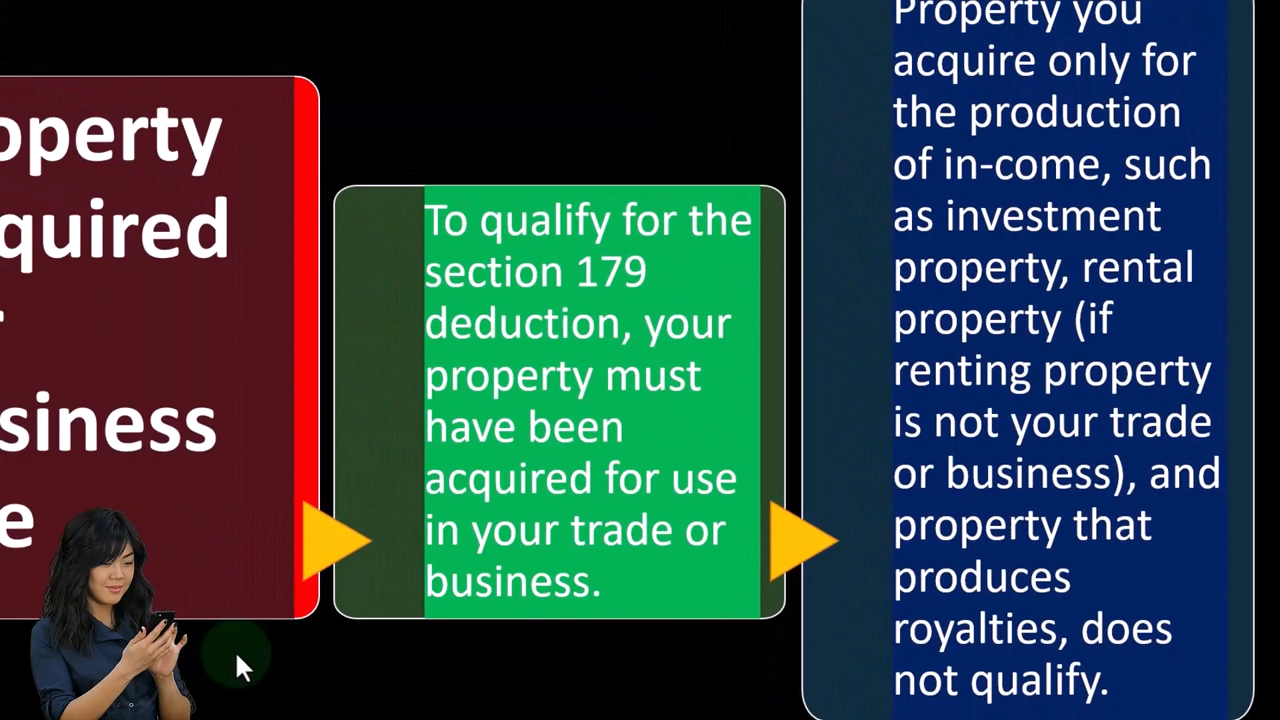 operty
quired
siness
e
To qualify for the
section 179
deduction, your
property must
have been
acquired for use
in your trade or
business.
Property you
acquire only for
the production
of in-come, such
as investment
property, rental
property (if
renting property
is not your trade
or business), and
property that
produces
royalties, does
not qualify.